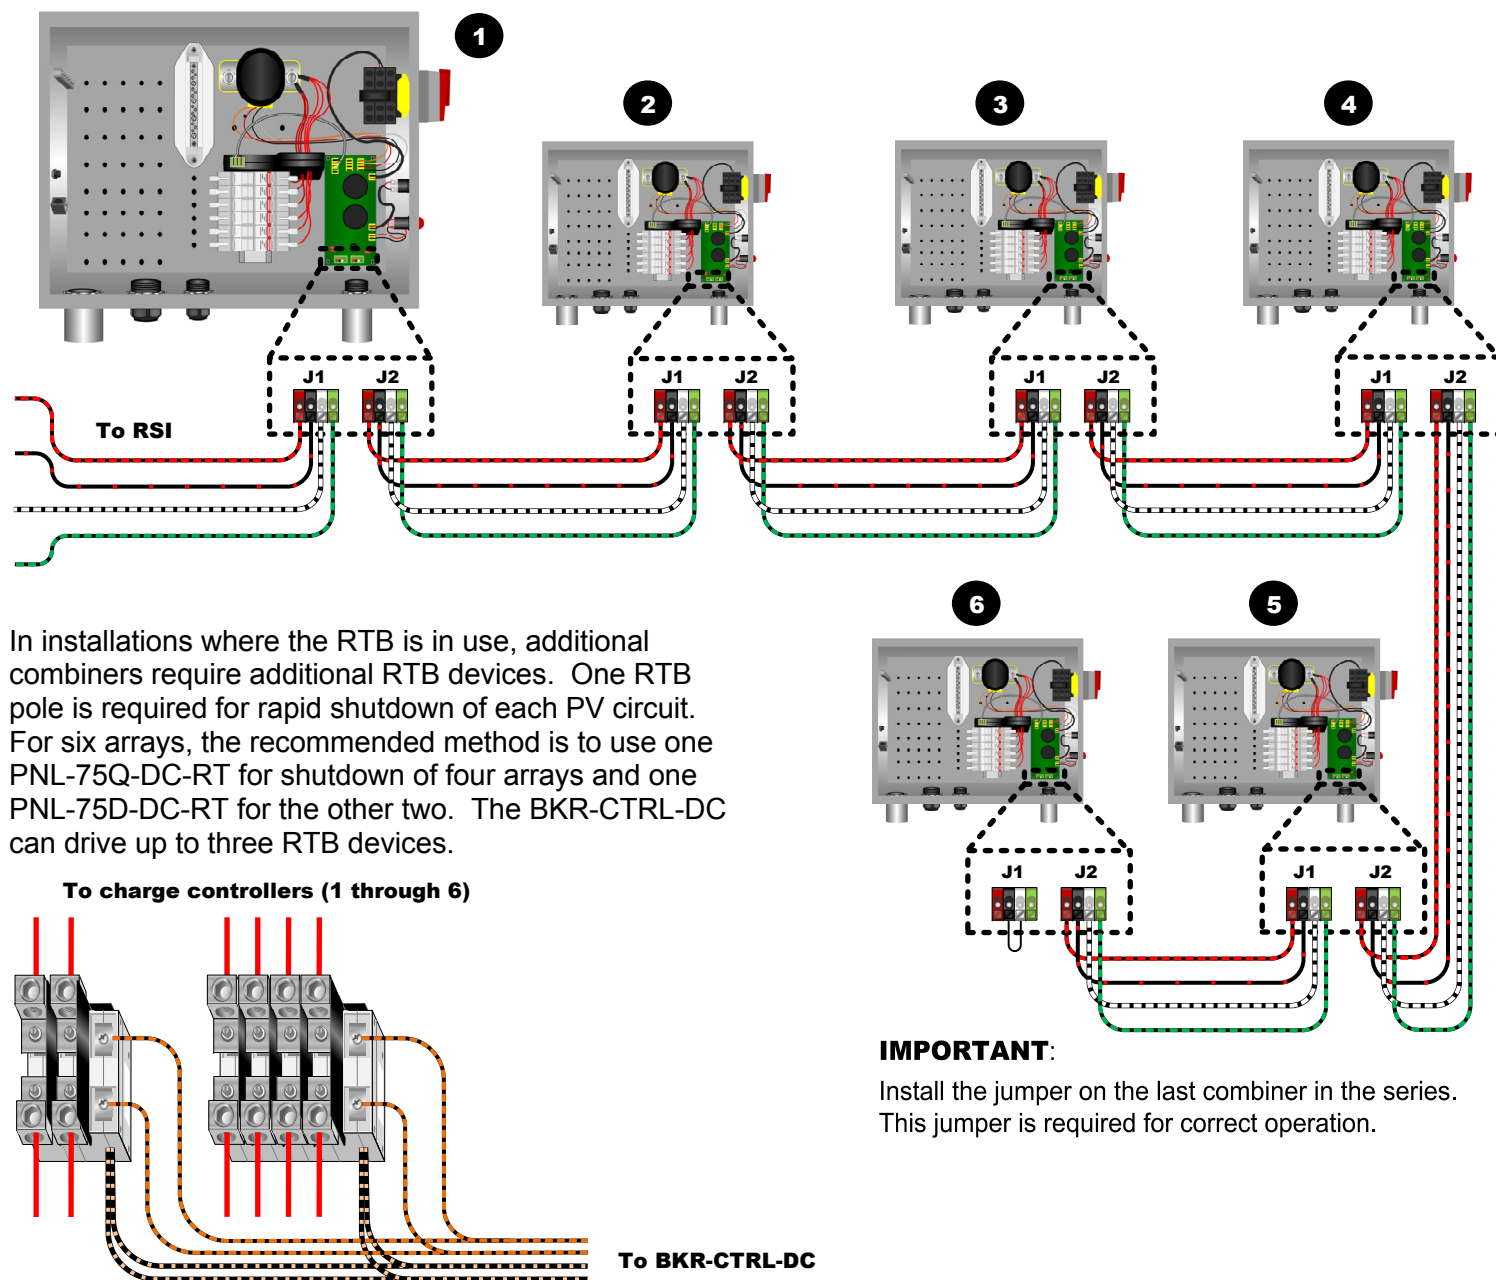 1
2
3
4
J1 J2
J1 J2
J1 J2
J1 J2
To RSI
6
5
In installations where the RTB is in use, additional
combiners require additional RTB devices. One RTB
pole is required for rapid shutdown of each PV circuit.
For six arrays, the recommended method is to use one
PNL-75Q-DC-RT for shutdown of four arrays and one
PNL-75D-DC-RT for the other two. The BKR-CTRL-DC
can drive up to three RTB devices.
J1 J2
J1 J2
To charge controllers (1 through 6)
IMPORTANT:
Install the jumper on the last combiner in the series.
This jumper is required for correct operation.
To BKR-CTRL-DC